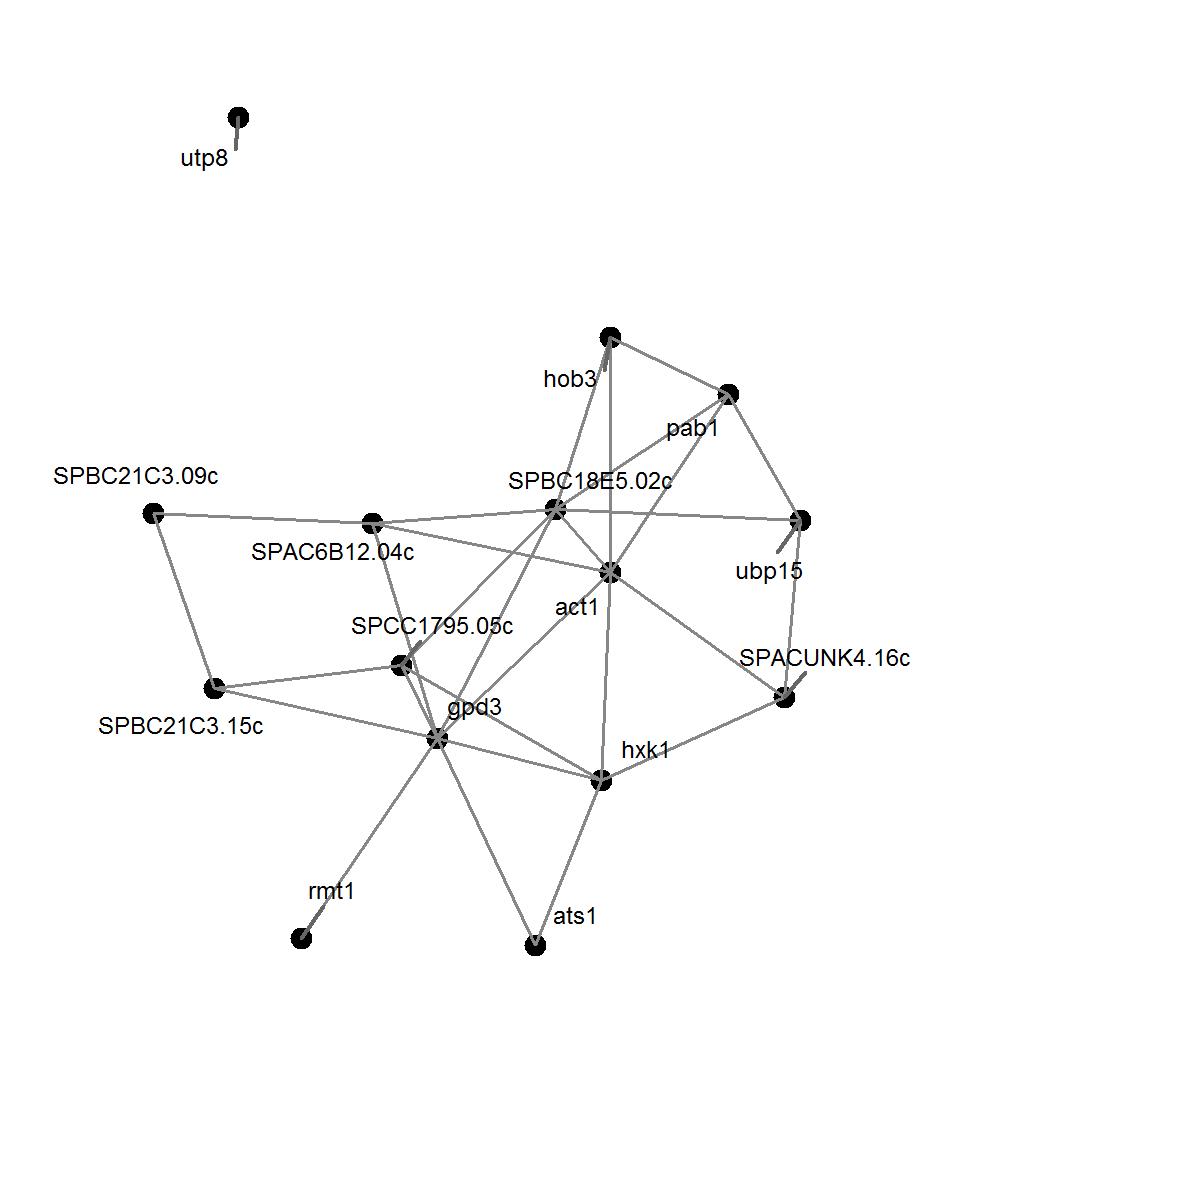 utp8
hob3
pab1
SPBC21C3.09c
SPBC18E5.02c
SPAC6B12.04c
ubp15
act1
SPCC1795.05c
SPACUNK4.16c
gpd3
SPBC21C3.15c
hxk1
rmt1
ats1